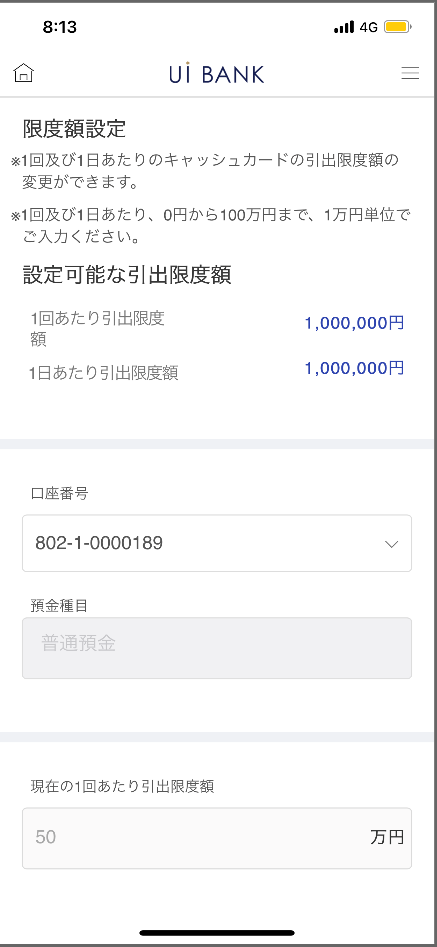 8:13
4G
UI BANK
限度額設定
※1回及び1日あたりのキャッシュカードの引出限度額の
変更ができます。
※1回及び1日あたり、0円から100万円まで、1万円単位で
ご入力ください。
設定可能な引出限度額
1回あたり引出限度
額
1,000,000円
1日あたり引出限度額
1,000,000円
口座番号
802-1-0000189
預金種目
普通預金
現在の1回あたり引出限度額
50
万円